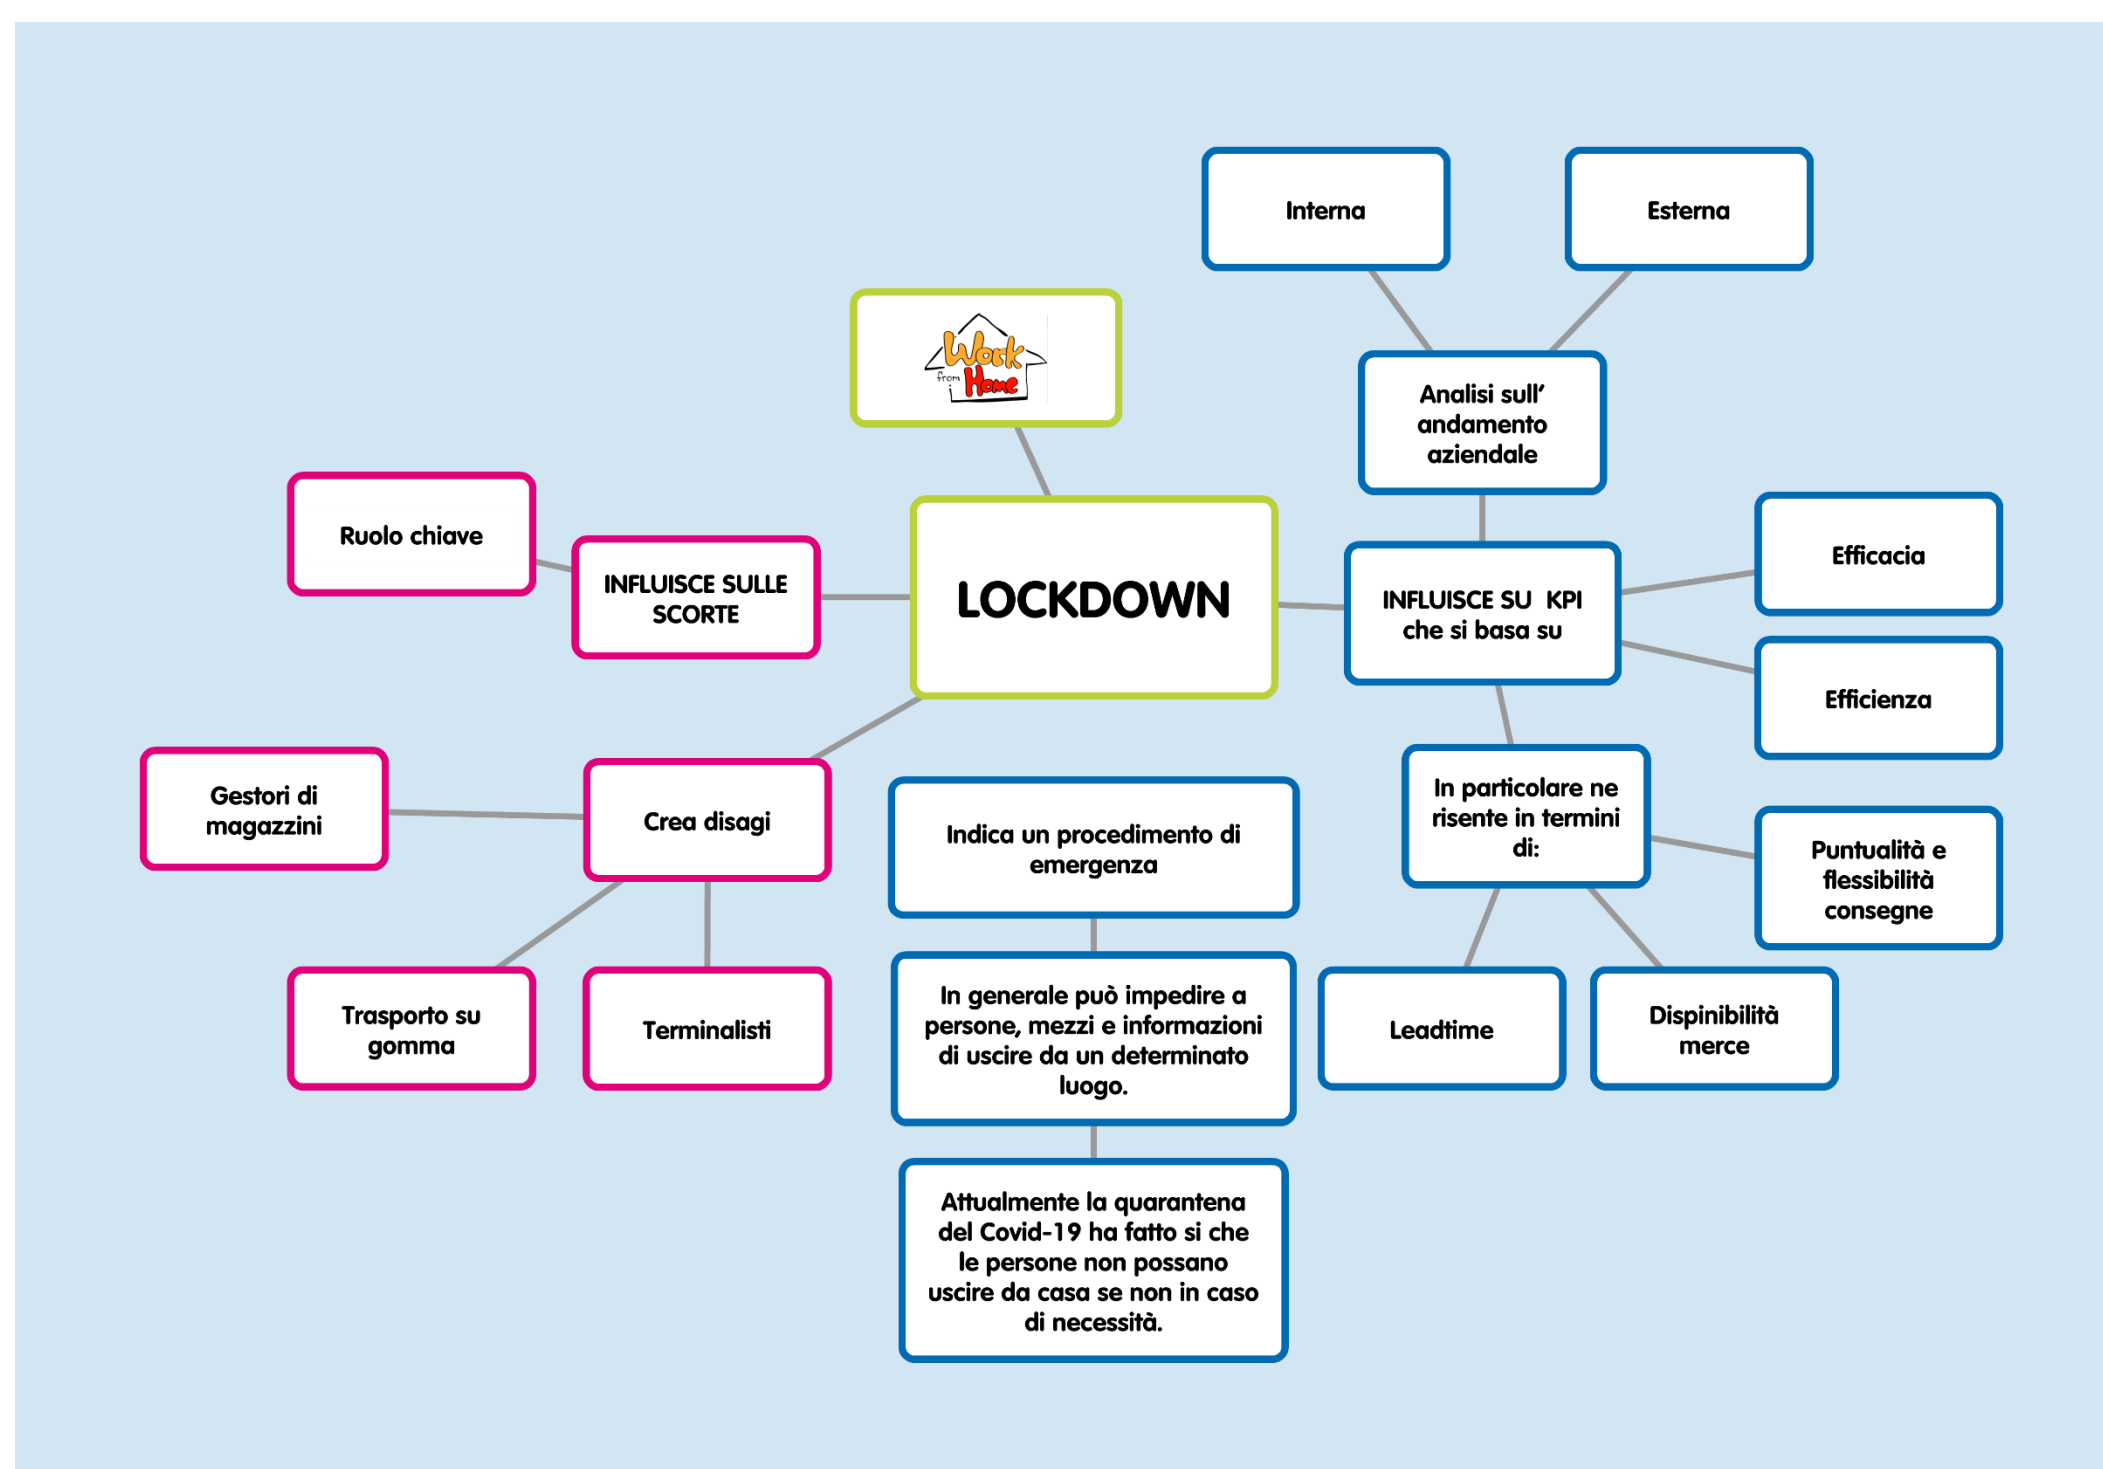 Interna
Esterna
Work
from
Home
Analisi sull’
andamento
aziendale
Ruolo chiave
INFLUISCE SULLE
SCORTE
LOCKDOWN
INFLUISCE SU  KPI
che si basa su
Efficacia
Efficienza
Gestori di
magazzini
Crea disagi
Indica un procedimento di
emergenza
In particolare ne
risente in termini
di:
Puntualità e
flessibilità
consegne
Trasporto su
gomma
Terminalisti
In generale può impedire a
persone, mezzi e informazioni
di uscire da un determinato
luogo.
Leadtime
Dispinibilità
merce
Attualmente la quarantena
del Covid-19 ha fatto si che
le persone non possano
uscire da casa se non in caso
di necessità.